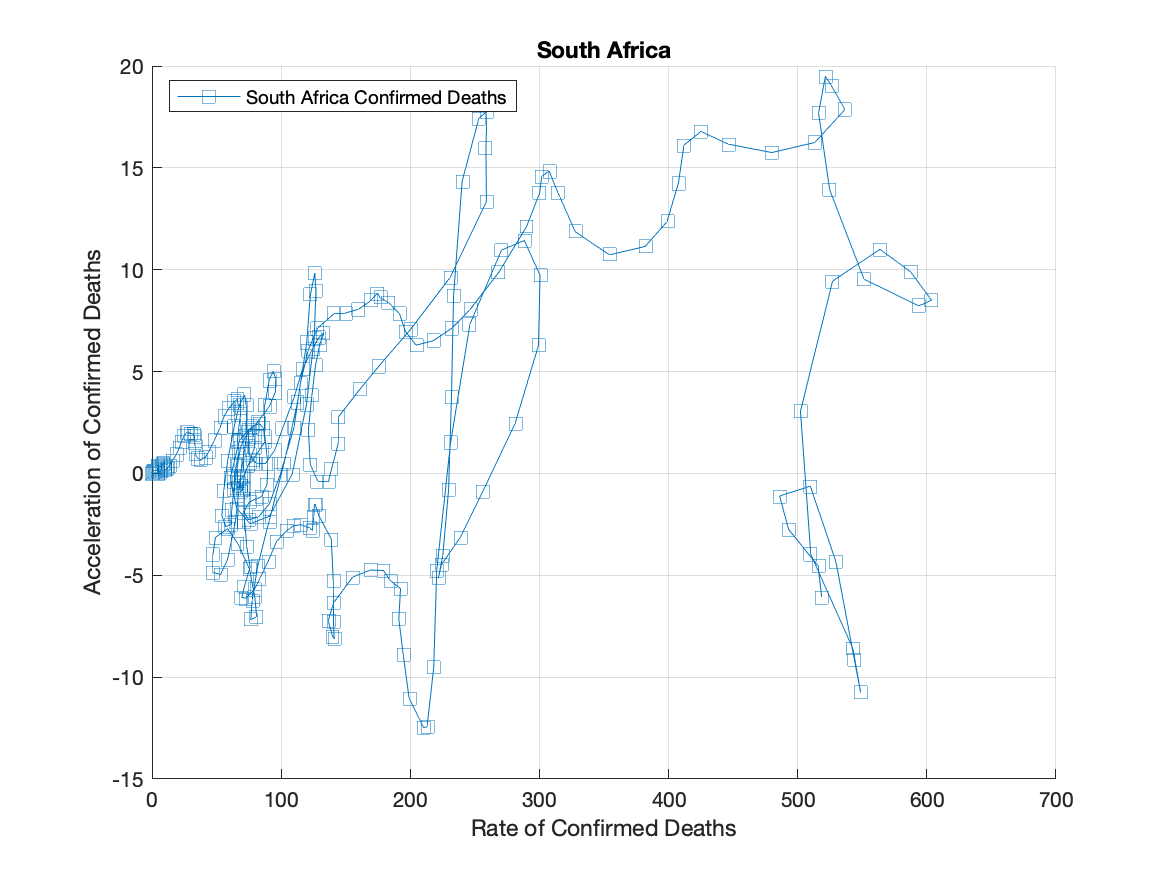 South Africa
South Africa Confirmed Deaths
20
15
10
5
0
-5
-10
-15
Acceleration of Confirmed Deaths
0 100 200 300 400 500 600 700
Rate of Confirmed Deaths